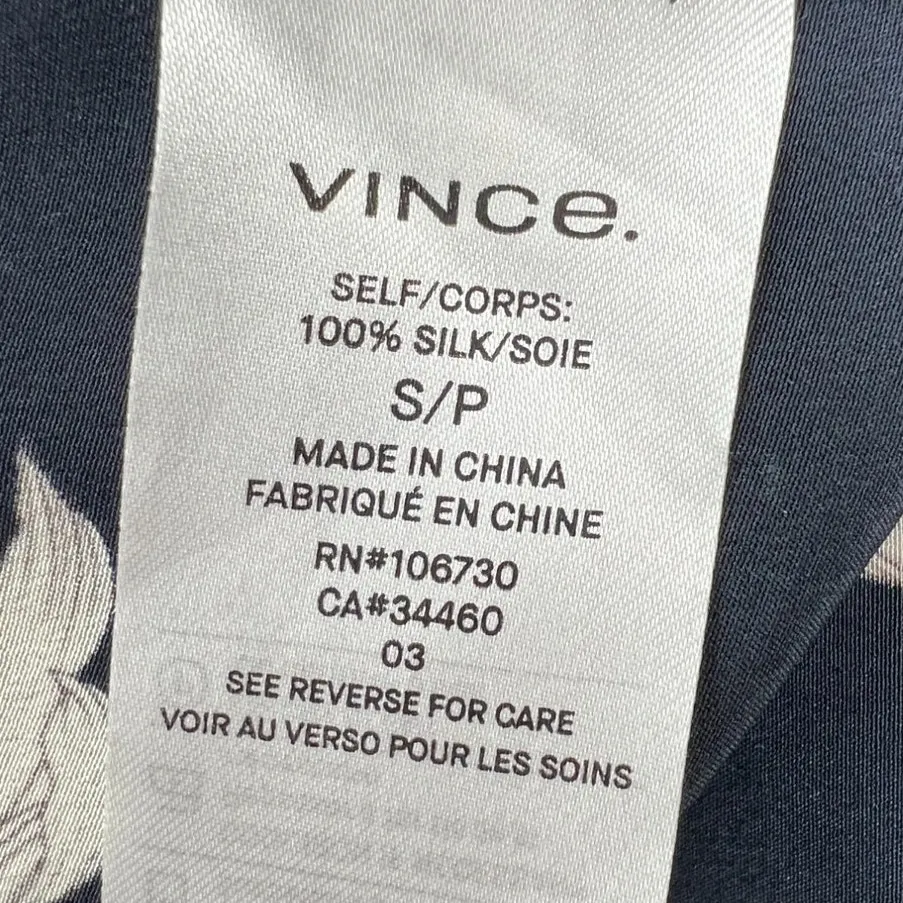 VINCe.
SELF/CORPS:
100% SILK/SOIE
S/P
MADE IN CHINA
FABRIQUÉ EN CHINE
RN#106730
CA#34460
03
SEE REVERSE FOR CARE
VOIR AU VERSO POUR LES SOINS